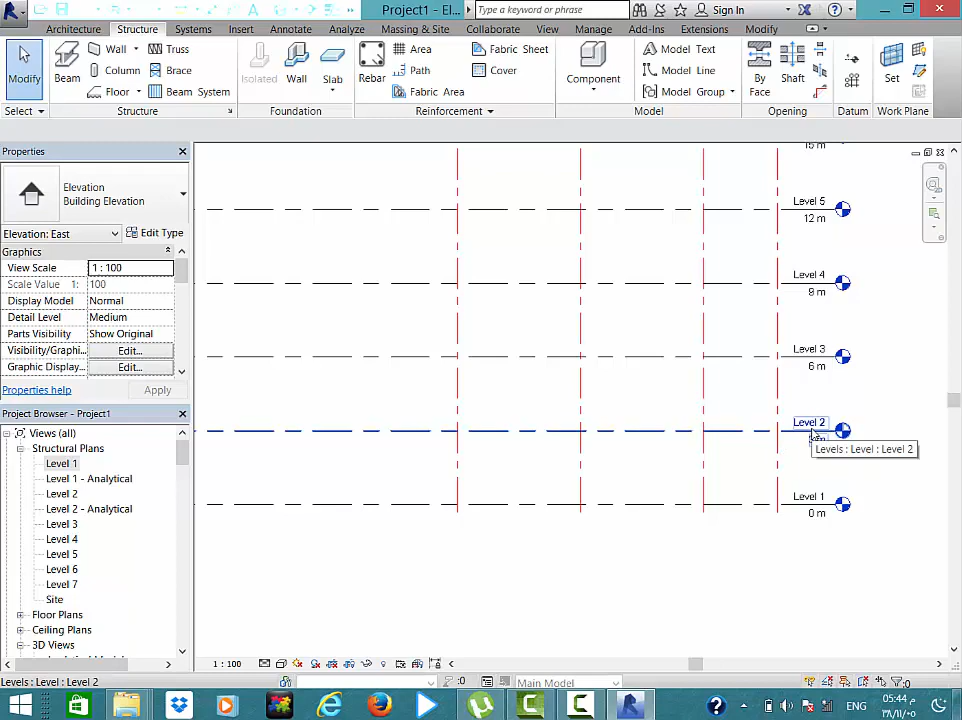 Project1 - El...
Type a keyword or phrase
Sign In
Architecture Structure Systems Insert Annotate Analyze Massing & Site Collaborate View Manage Add-Ins Extensions Modify
Modify
Beam
Wall
Column
Floor
Truss
Brace
Beam System
Isolated
Wall
Slab
Rebar
Area
Path
Fabric Area
Fabric Sheet
Cover
Component
Model Text
Model Line
Model Group
By
Face
Shaft
Set
Select
Structure
Foundation
Reinforcement
Model
Opening
Datum
Work Plane
Properties
Elevation
Building Elevation
Elevation: East
Edit Type
Graphics
View Scale 1 : 100
Scale Value 1: 100
Display Model Normal
Detail Level Medium
Parts Visibility Show Original
Visibility/Graphi... Edit...
Graphic Display... Edit...
Properties help
Apply
Project Browser - Project1
Views (all)
Structural Plans
Level 1
Level 1 - Analytical
Level 2
Level 2 - Analytical
Level 3
Level 4
Level 5
Level 6
Level 7
Site
Floor Plans
Ceiling Plans
3D Views
15 m
Level 5
12 m
Level 4
9 m
Level 3
6 m
Level 2
Levels : Level : Level 2
Level 1
0 m
1 : 100
Levels : Level : Level 2
:0
Main Model
:0
ENG
05:44 م